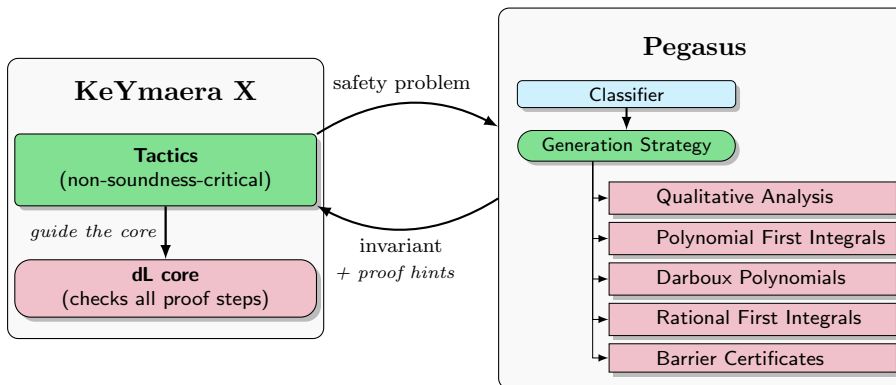 KeYmaera X
Tactics
(non-soundness-critical)
guide the core
dL core
(checks all proof steps)
safety problem
invariant
+ proof hints
Pegasus
Classifier
Generation Strategy
Qualitative Analysis
Polynomial First Integrals
Darboux Polynomials
Rational First Integrals
Barrier Certificates